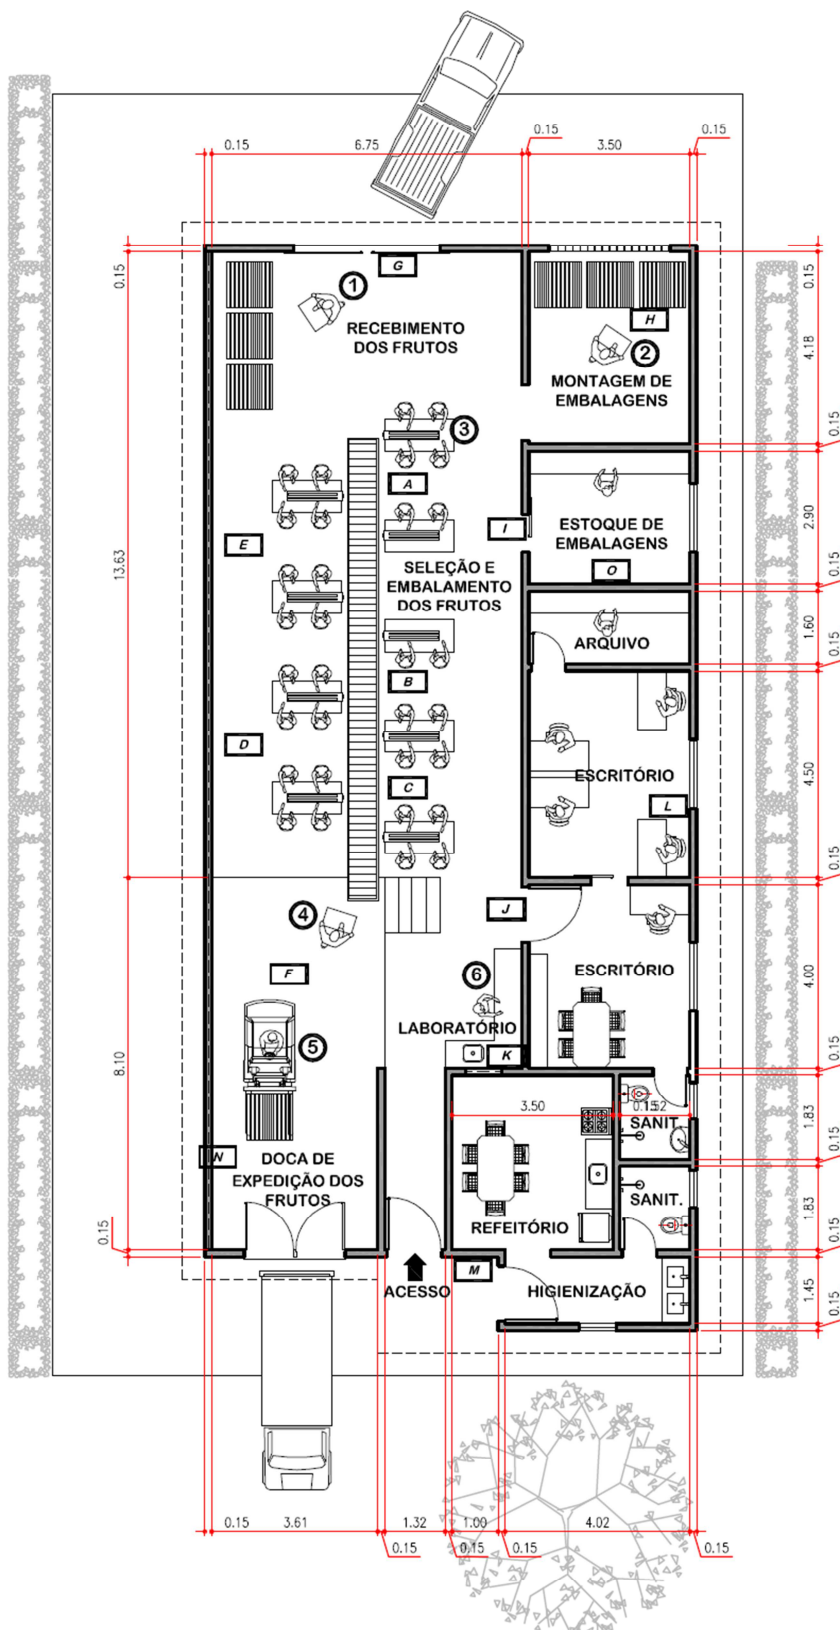 0.15
6.75
0.15
3.50
0.15
0.15
0.15
G
1
RECEBIMENTO
DOS FRUTOS
H
2
MONTAGEM DE
EMBALAGENS
4.18
0.15
3
A
E
I
ESTOQUE DE
EMBALAGENS
O
2.90
0.15
13.63
SELEÇÃO E
EMBALAMENTO
DOS FRUTOS
ARQUIVO
1.60
0.15
B
D
C
ESCRITÓRIO
L
4.50
0.15
4
J
F
6
ESCRITÓRIO
4.00
0.15
LABORATÓRIO
5
K
8.10
3.50
0.15
1.52
SANIT.
1.83
0.15
N
DOCA DE
EXPEDIÇÃO DOS
FRUTOS
SANIT.
REFEITÓRIO
1.83
0.15
0.15
M
ACESSO
HIGIENIZAÇÃO
1.45
0.15
0.15
3.61
1.32
1.00
4.02
0.15
0.15
0.15
0.15